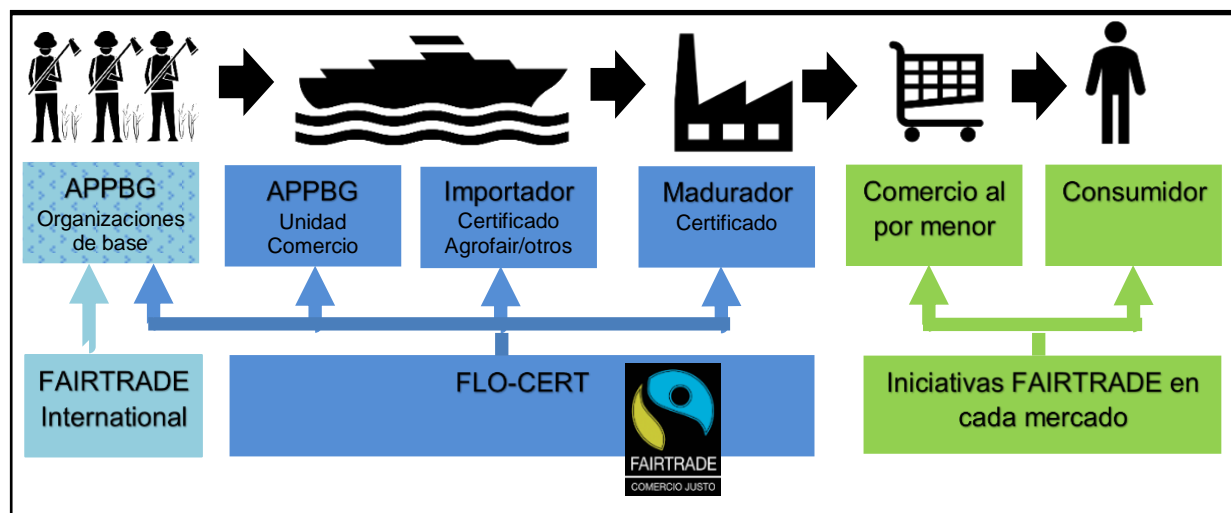 APPBG
Organizaciones
de base
APPBG
Unidad
Comercio
Importador
Certificado
Agrofair/otros
Madurador
Certificado
Comercio al
por menor
Consumidor
FAIRTRADE
International
FLO-CERT
FAIRTRADE
COMERCIO JUSTO
Iniciativas FAIRTRADE en
cada mercado